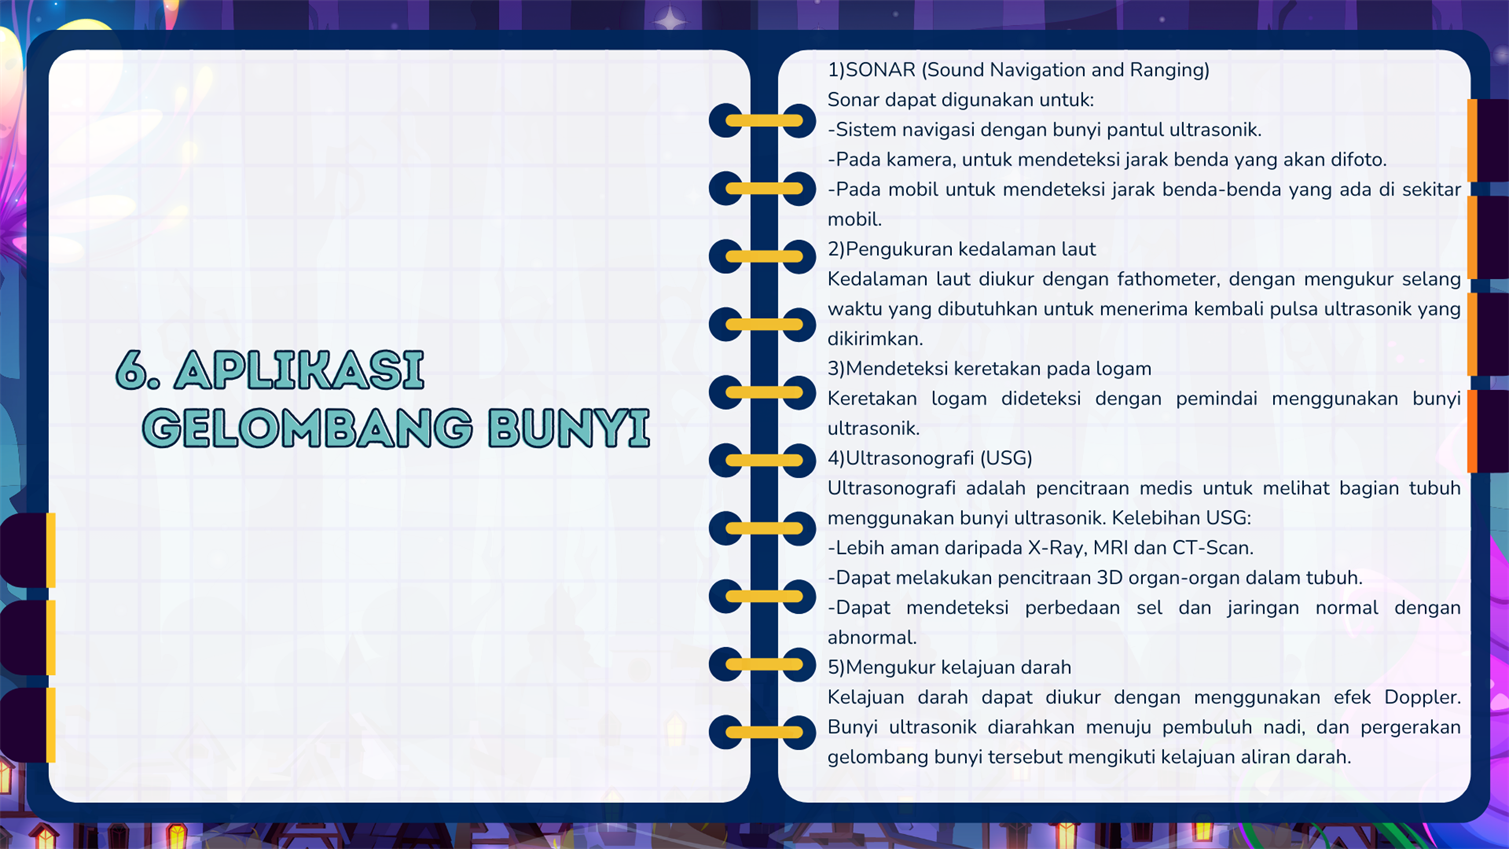 6. APLIKASI
GELOMBANG BUNYI
1)SONAR (Sound Navigation and Ranging)
Sonar dapat digunakan untuk:
-Sistem navigasi dengan bunyi pantul ultrasonik.
-Pada kamera, untuk mendeteksi jarak benda yang akan difoto.
-Pada mobil untuk mendeteksi jarak benda-benda yang ada di sekitar
mobil.
2)Pengukuran kedalaman laut
Kedalaman laut diukur dengan fathometer, dengan mengukur selang
waktu yang dibutuhkan untuk menerima kembali pulsa ultrasonik yang
dikirimkan.
3)Mendeteksi keretakan pada logam
Keretakan logam dideteksi dengan pemindai menggunakan bunyi
ultrasonik.
4)Ultrasonografi (USG)
Ultrasonografi adalah pencitraan medis untuk melihat bagian tubuh
menggunakan bunyi ultrasonik. Kelebihan USG:
-Lebih aman daripada X-Ray, MRI dan CT-Scan.
-Dapat melakukan pencitraan 3D organ-organ dalam tubuh.
-Dapat mendeteksi perbedaan sel dan jaringan normal dengan
abnormal.
5)Mengukur kelajuan darah
Kelajuan darah dapat diukur dengan menggunakan efek Doppler.
Bunyi ultrasonik diarahkan menuju pembuluh nadi, dan pergerakan
gelombang bunyi tersebut mengikuti kelajuan aliran darah.